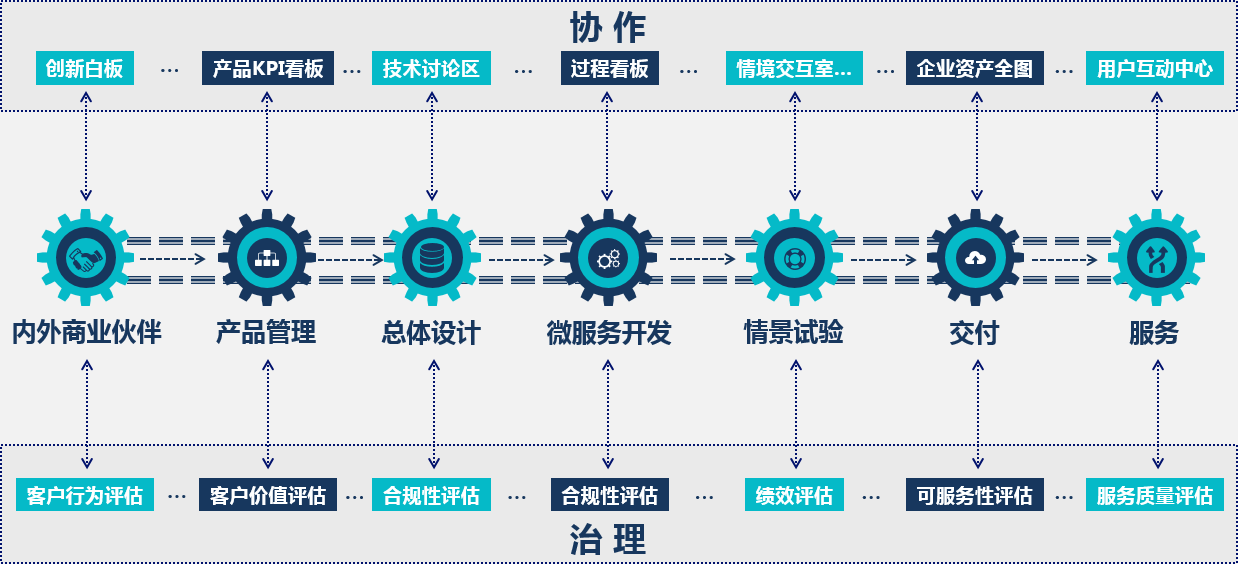 协作
创新白板 ... 产品KPI看板 ... 技术讨论区 ... 过程看板 ... 情境交互室... ... 企业资产全图 ... 用户互动中心
内外商业伙伴 产品管理 总体设计 微服务开发 情景试验 交付 服务
客户行为评估 ... 客户价值评估 ... 合规性评估 ... 合规性评估 ... 绩效评估 ... 可服务性评估 ... 服务质量评估
治理